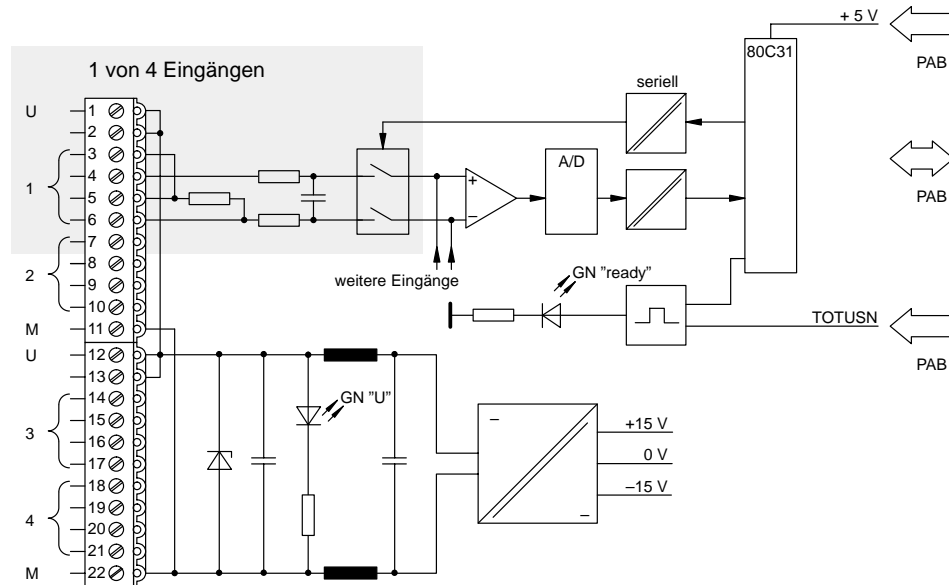 + 5 V
80C31
PAB
1 von 4 Eingängen
seriell
U
1
2
3
4
5
6
1
A/D
+
–
PAB
7
8
9
10
2
weitere Eingänge
GN ”ready”
M
11
TOTUSN
PAB
U
12
13
14
15
16
17
3
GN ”U”
–
–
+15 V
0 V
–15 V
18
19
20
21
4
M
22